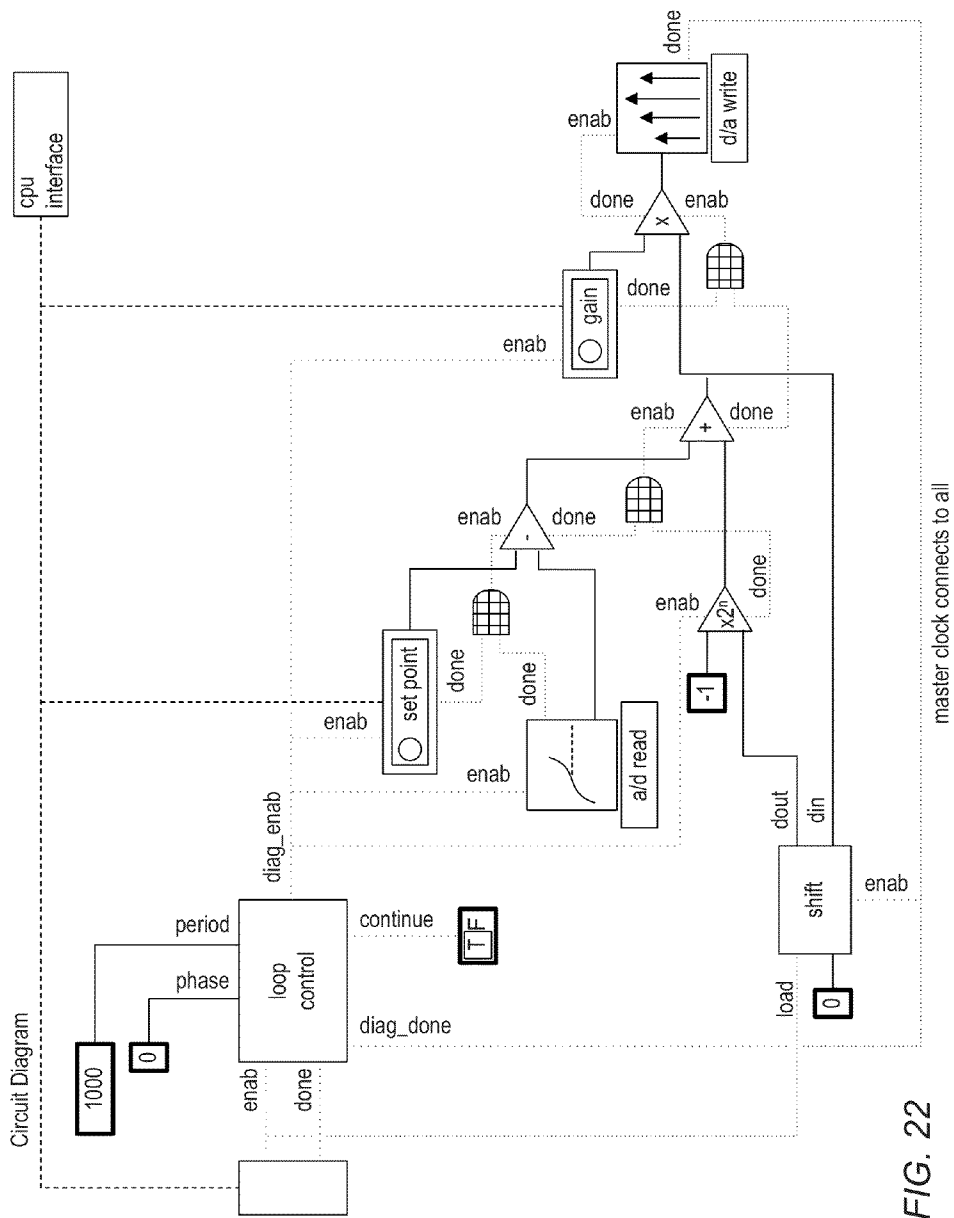 Circuit Diagram
cpu
interface
1000
0
period
phase
loop
control
enab
done
diag_enab
continue
diag_done
T F
enab
set point
done
enab
done
a/d read
enab
done
-
enab
gain
done
-1
enab
x2ⁿ
done
enab
+
done
done
x
enab
enab
d/a write
done
load
0
shift
dout
din
enab
master clock connects to all
FIG. 22